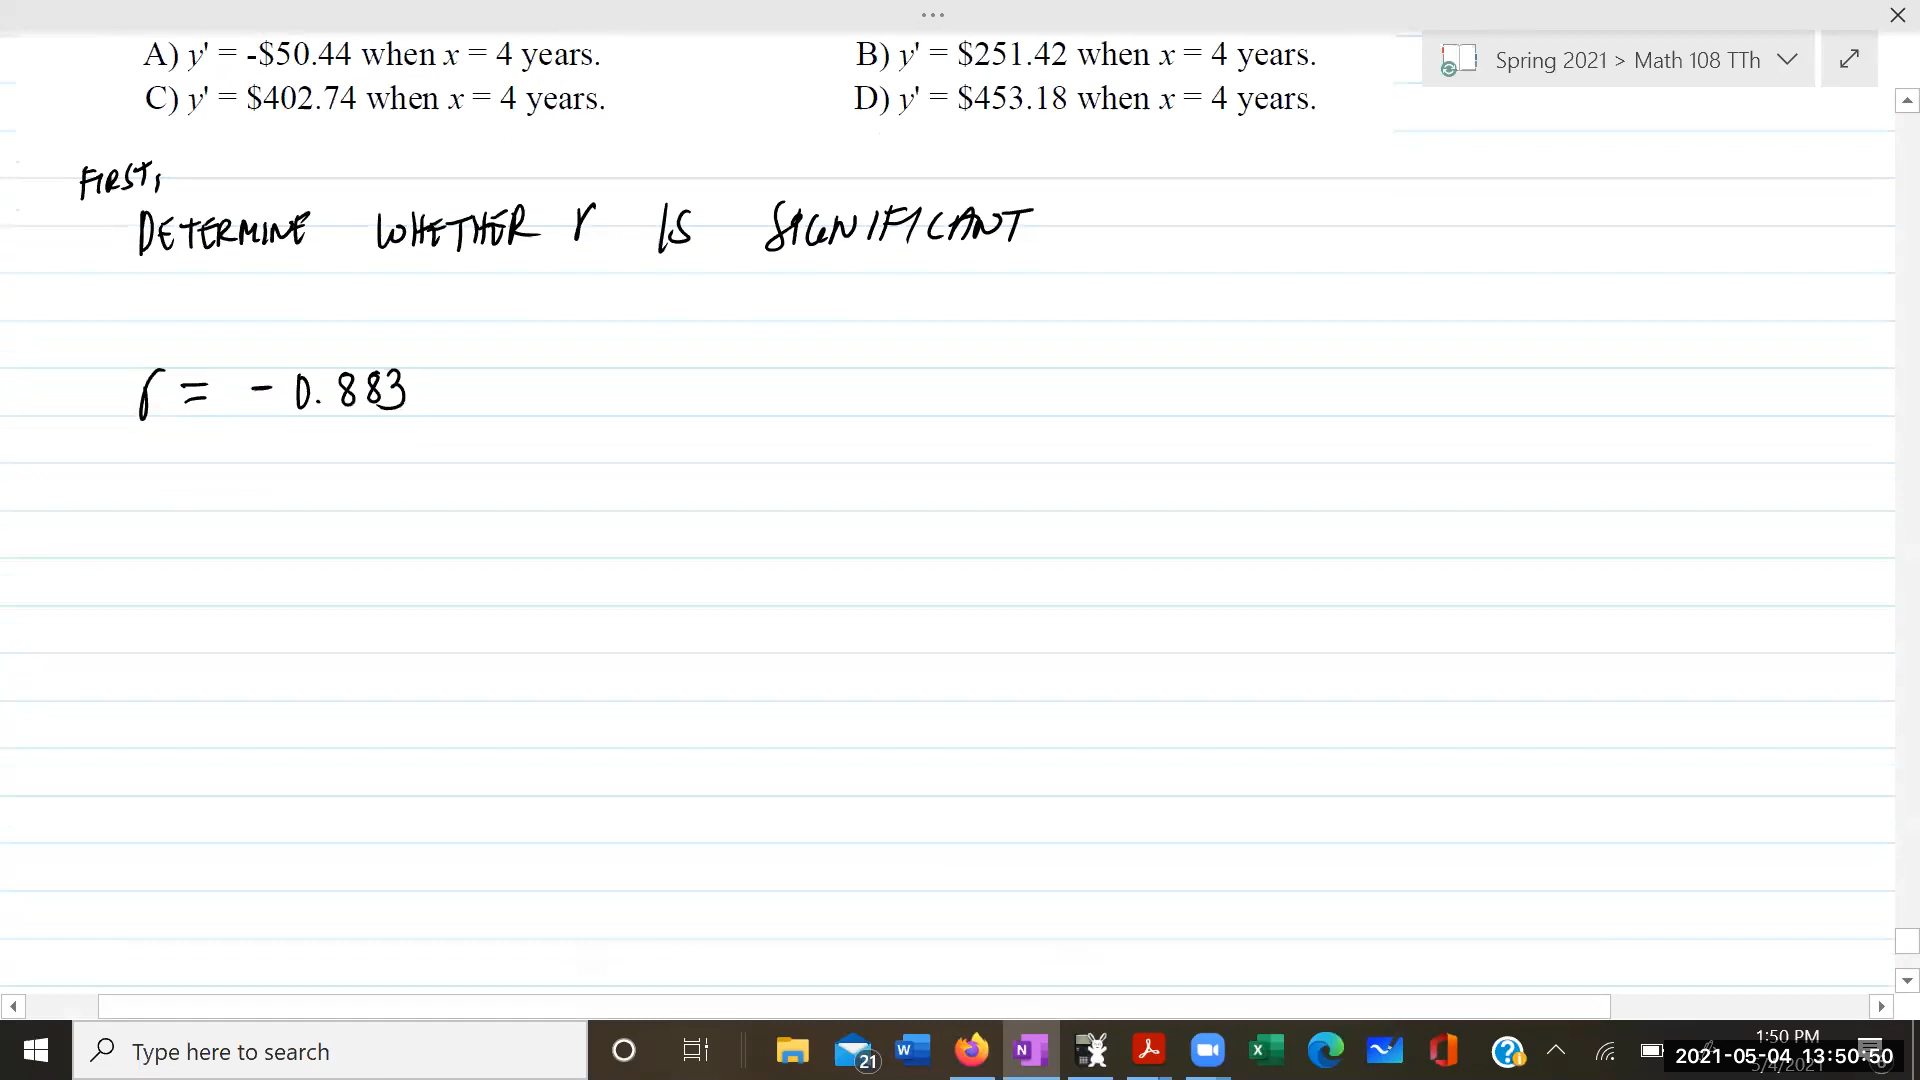 A) y' = -$50.44 when x = 4 years.
B) y' = $251.42 when x = 4 years.
Spring 2021 > Math 108 TTh
C) y' = $402.74 when x = 4 years.
D) y' = $453.18 when x = 4 years.
FIRST,
DETERMINE WHETHER r IS SIGNIFICANT
r = - 0.883
Type here to search
21
1:50 PM
2021-05-04 13:50:50